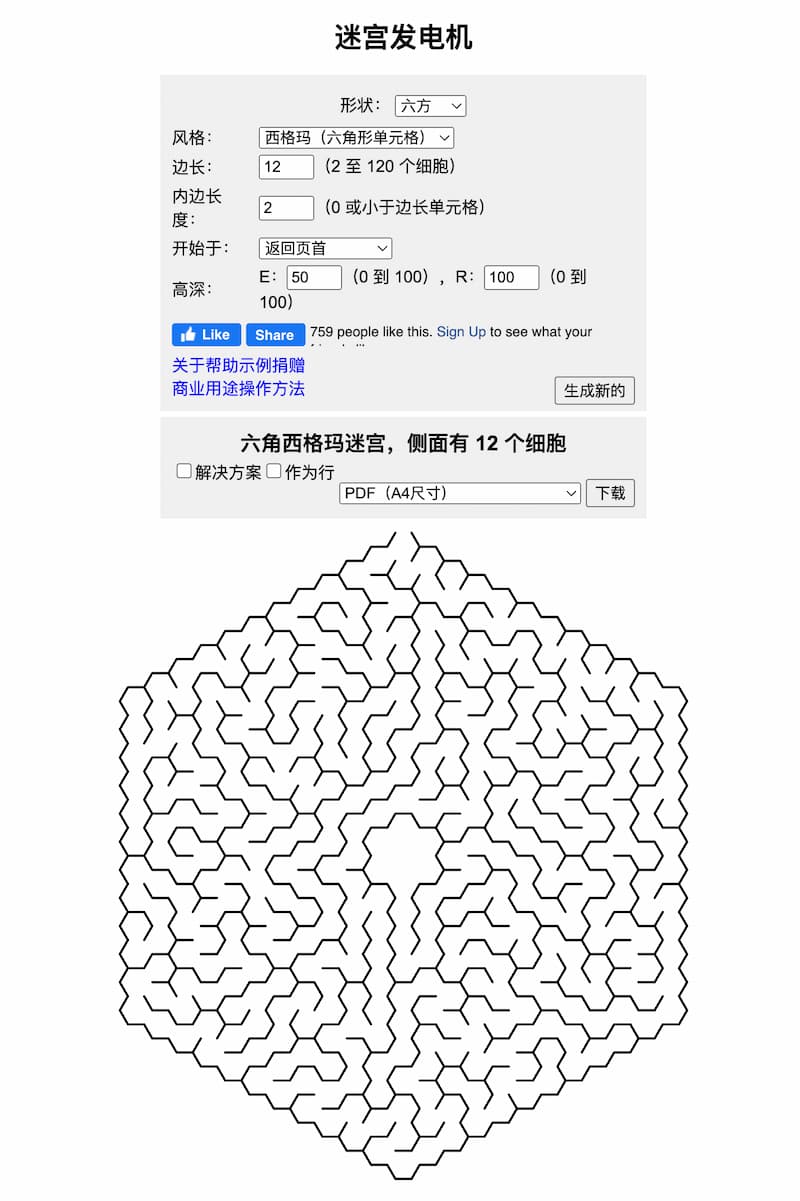 迷宫发电机
形状： 六方
风格： 西格玛（六角形单元格）
边长： 12 （2 至 120 个细胞）
内边长
度： 2 （0 或小于边长单元格）
开始于： 返回页首
高深： E： 50 （0 到 100）, R： 100 （0 到
100）
Like Share 759 people like this. Sign Up to see what your
关于帮助示例捐赠
商业用途操作方法
生成新的
六角西格玛迷宫，侧面有 12 个细胞
解决方案 作为行
PDF（A4尺寸） 下载